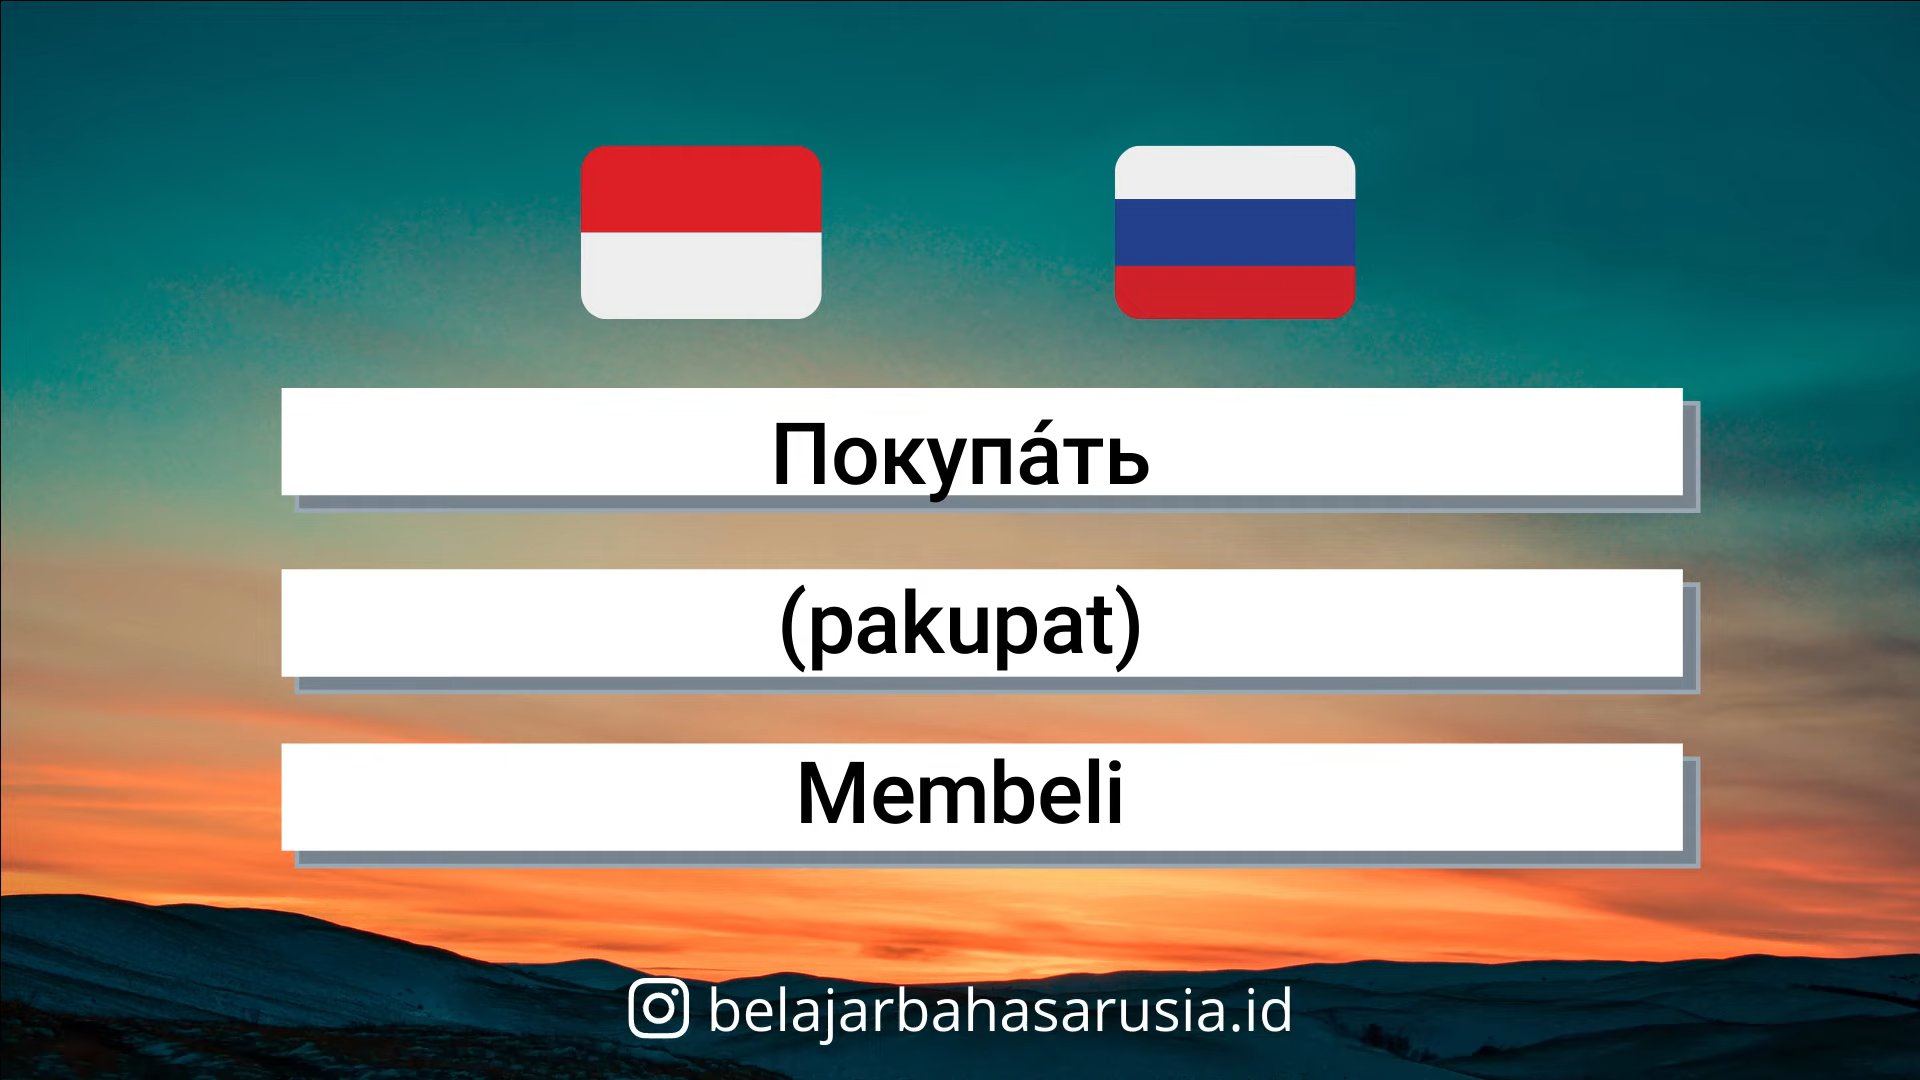 Покупа́ть
(pakupat)
Membeli
belajarbahasarusia.id